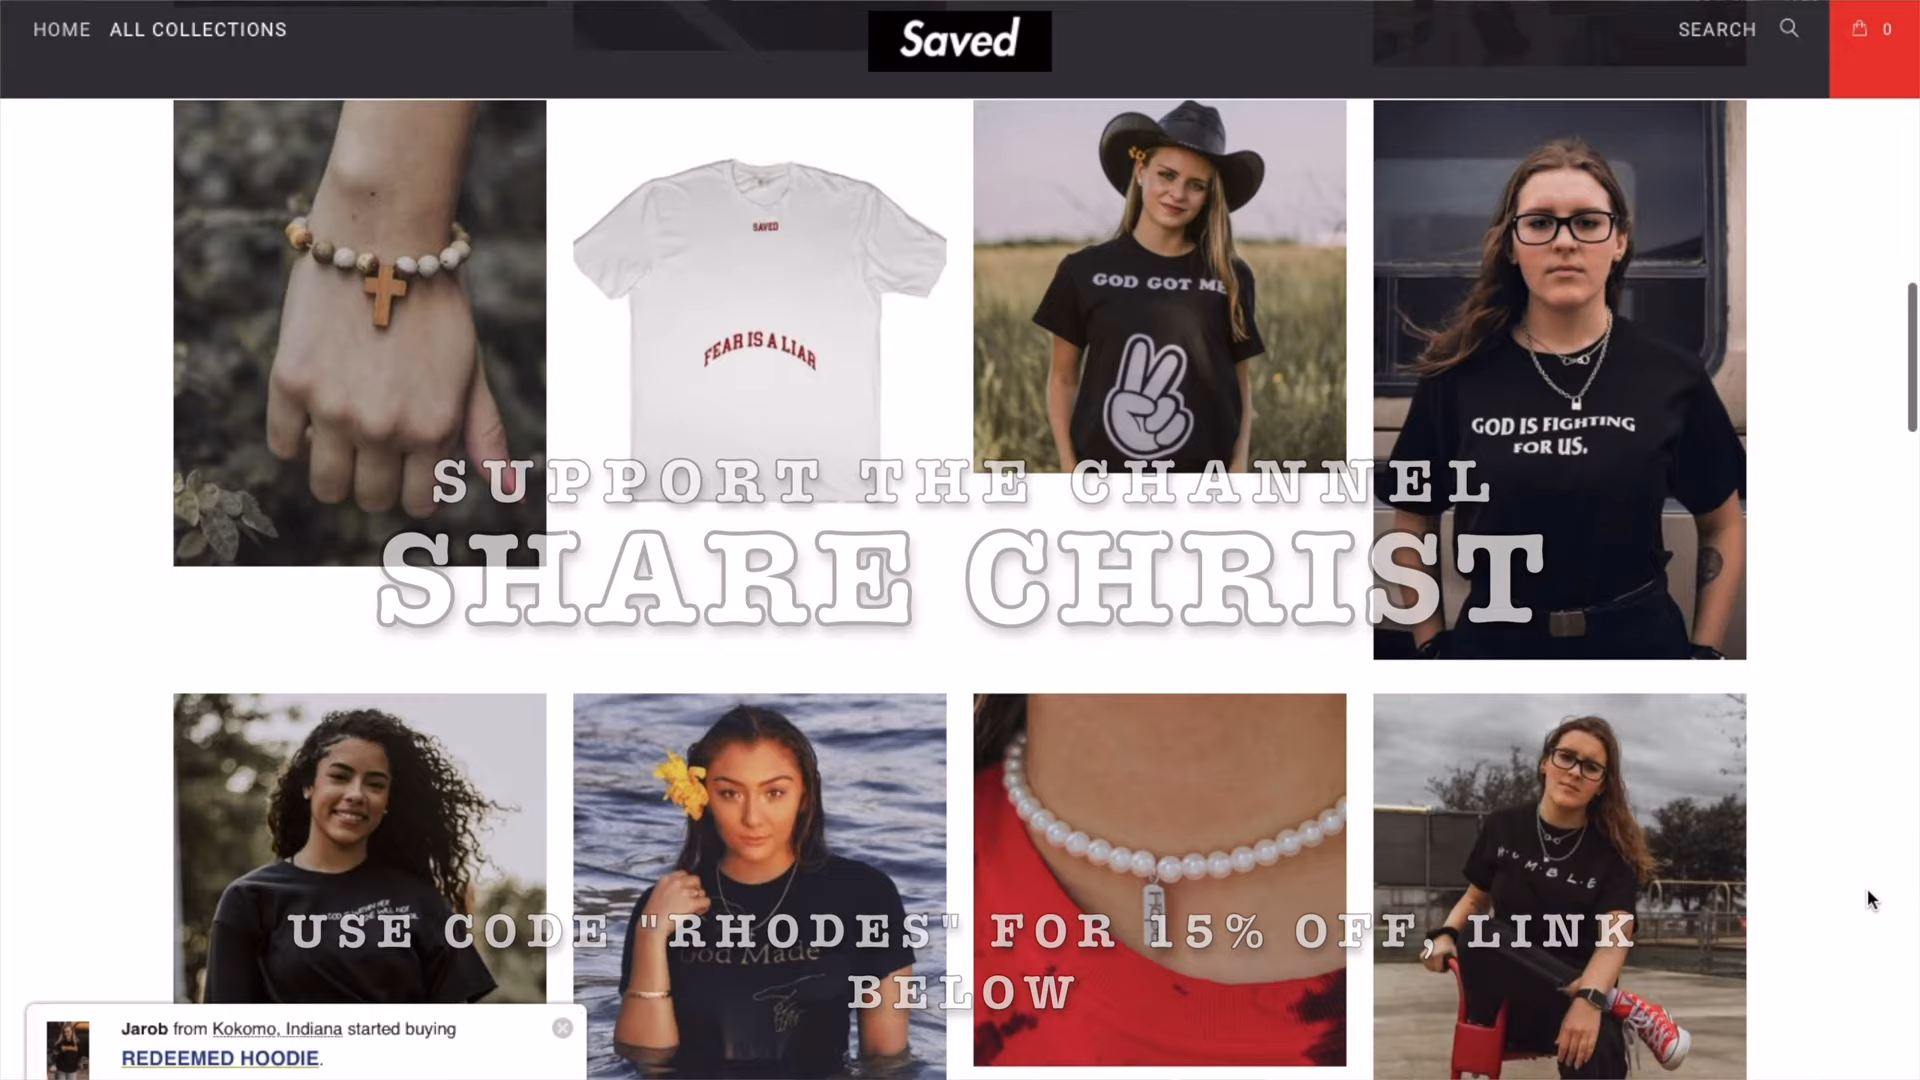 HOME ALL COLLECTIONS
Saved
SEARCH
0
SAVED
FEAR IS A LIAR
GOD GOT ME
GOD IS FIGHTING
FOR US.
SUPPORT THE CHANNEL
SHARE CHRIST
H.U.M.B.L.E
God Made
USE CODE "RHODES" FOR 15% OFF, LINK
BELOW
Jarob from Kokomo, Indiana started buying
REDEEMED HOODIE.